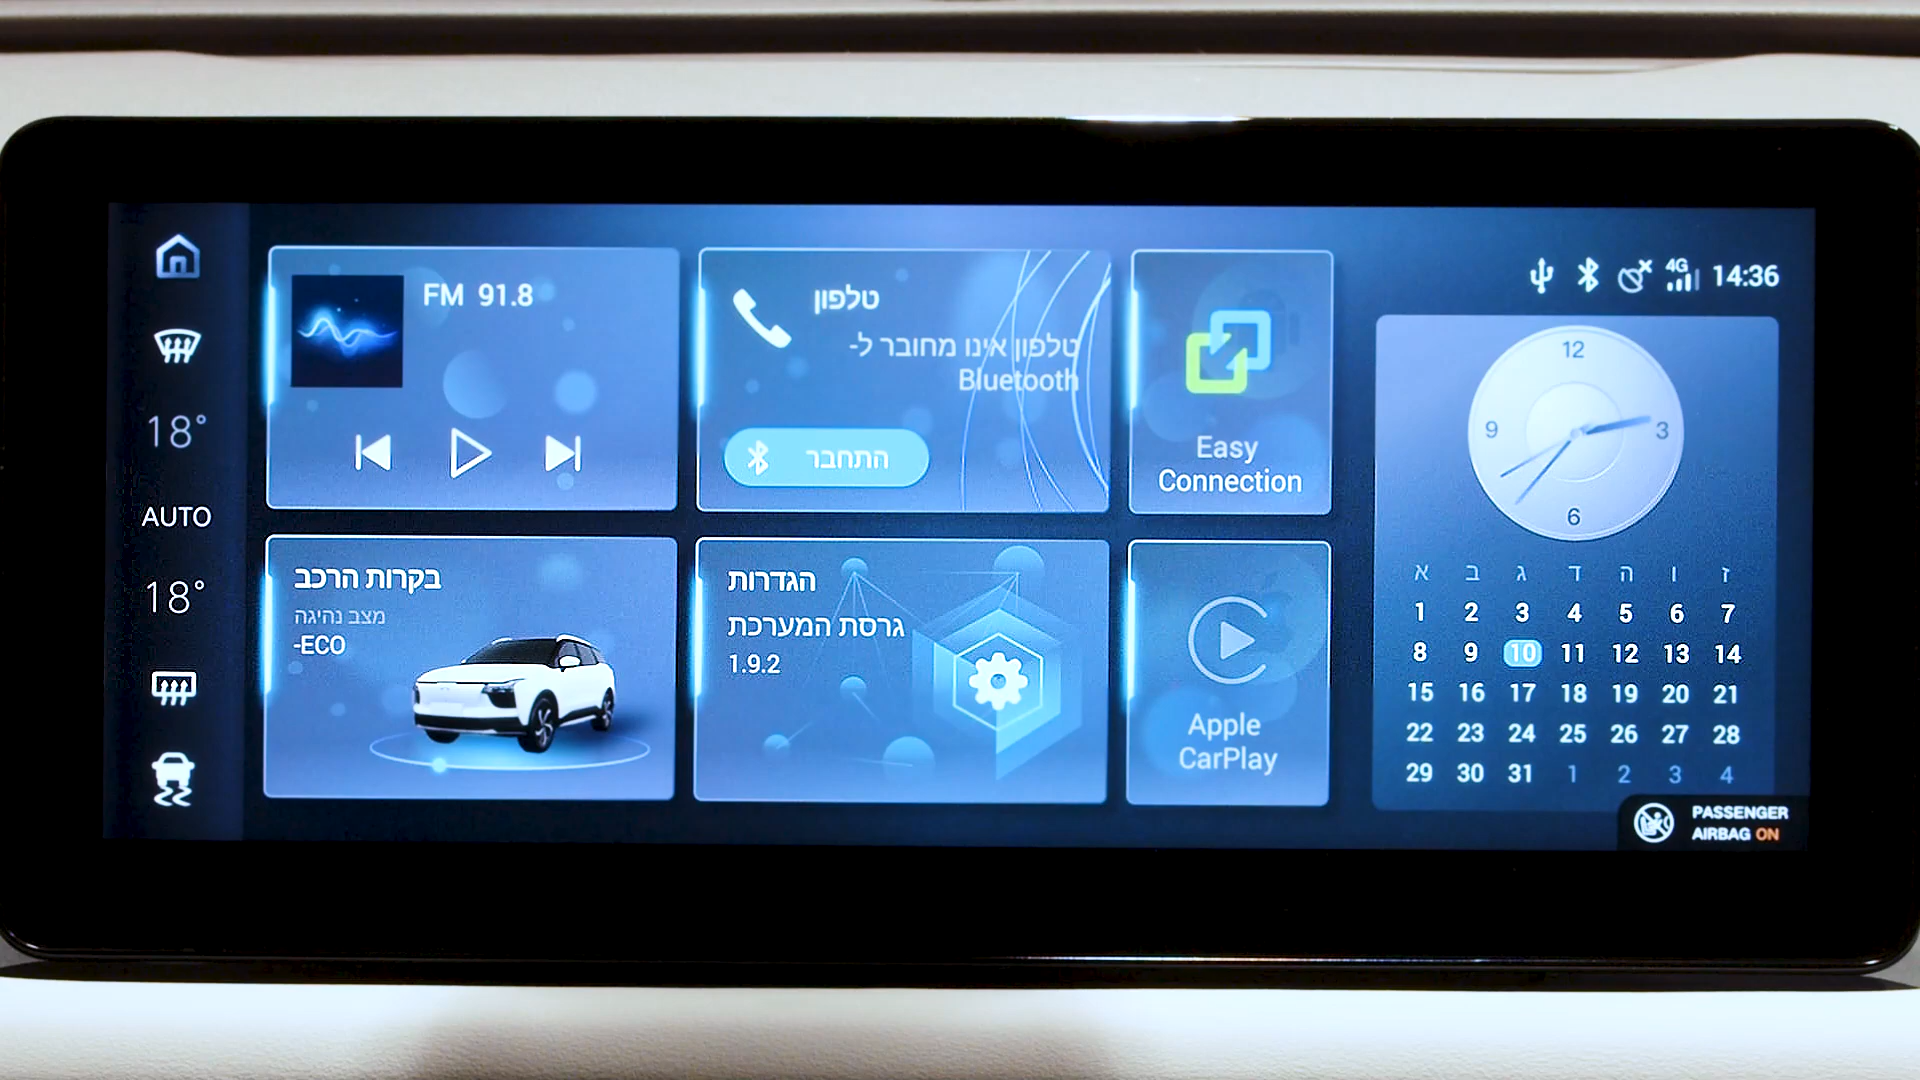 18°
AUTO
18°
FM 91.8
טלפון
טלפון אינו מחובר ל-
Bluetooth
התחבר
Easy
Connection
בקרות הרכב
מצב נהיגה
-ECO
הגדרות
גרסת המערכת
1.9.2
Apple
CarPlay
4G 14:36
12
9 3
6
א ב ג ד ה ו ז
1 2 3 4 5 6 7
8 9 10 11 12 13 14
15 16 17 18 19 20 21
22 23 24 25 26 27 28
29 30 31 1 2 3 4
PASSENGER
AIRBAG ON